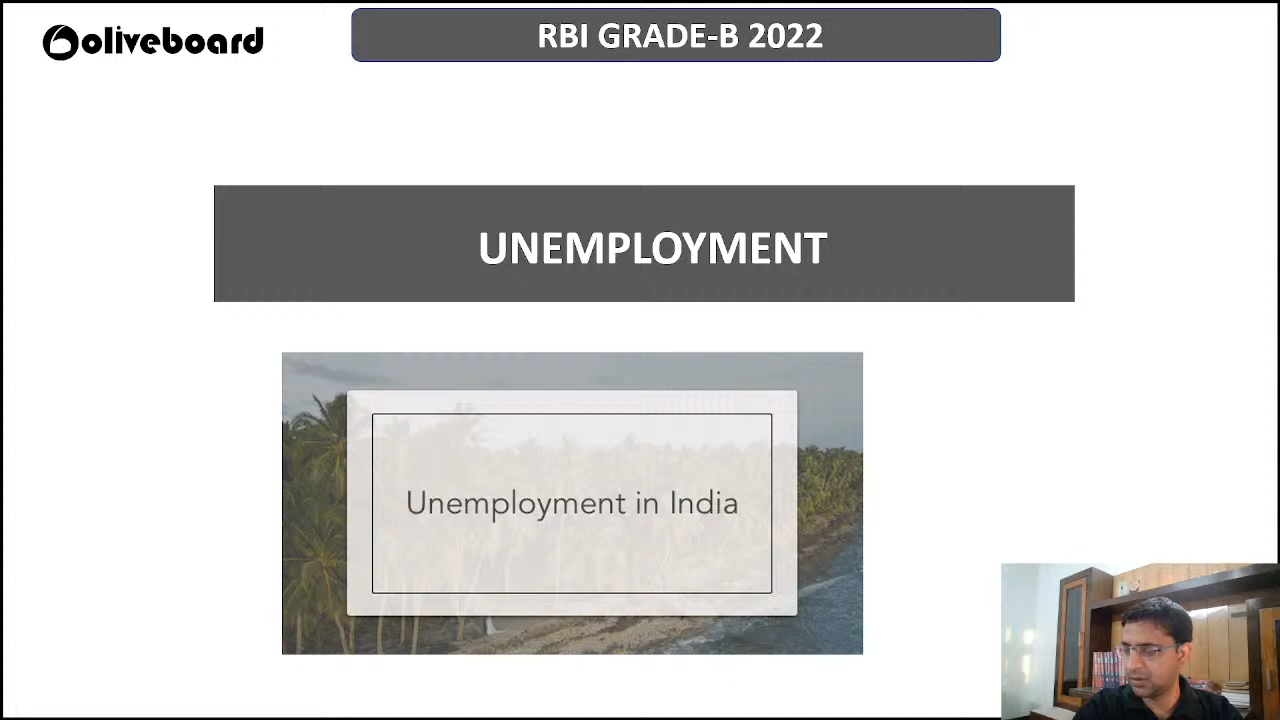 oliveboard
RBI GRADE-B 2022
UNEMPLOYMENT
Unemployment in India